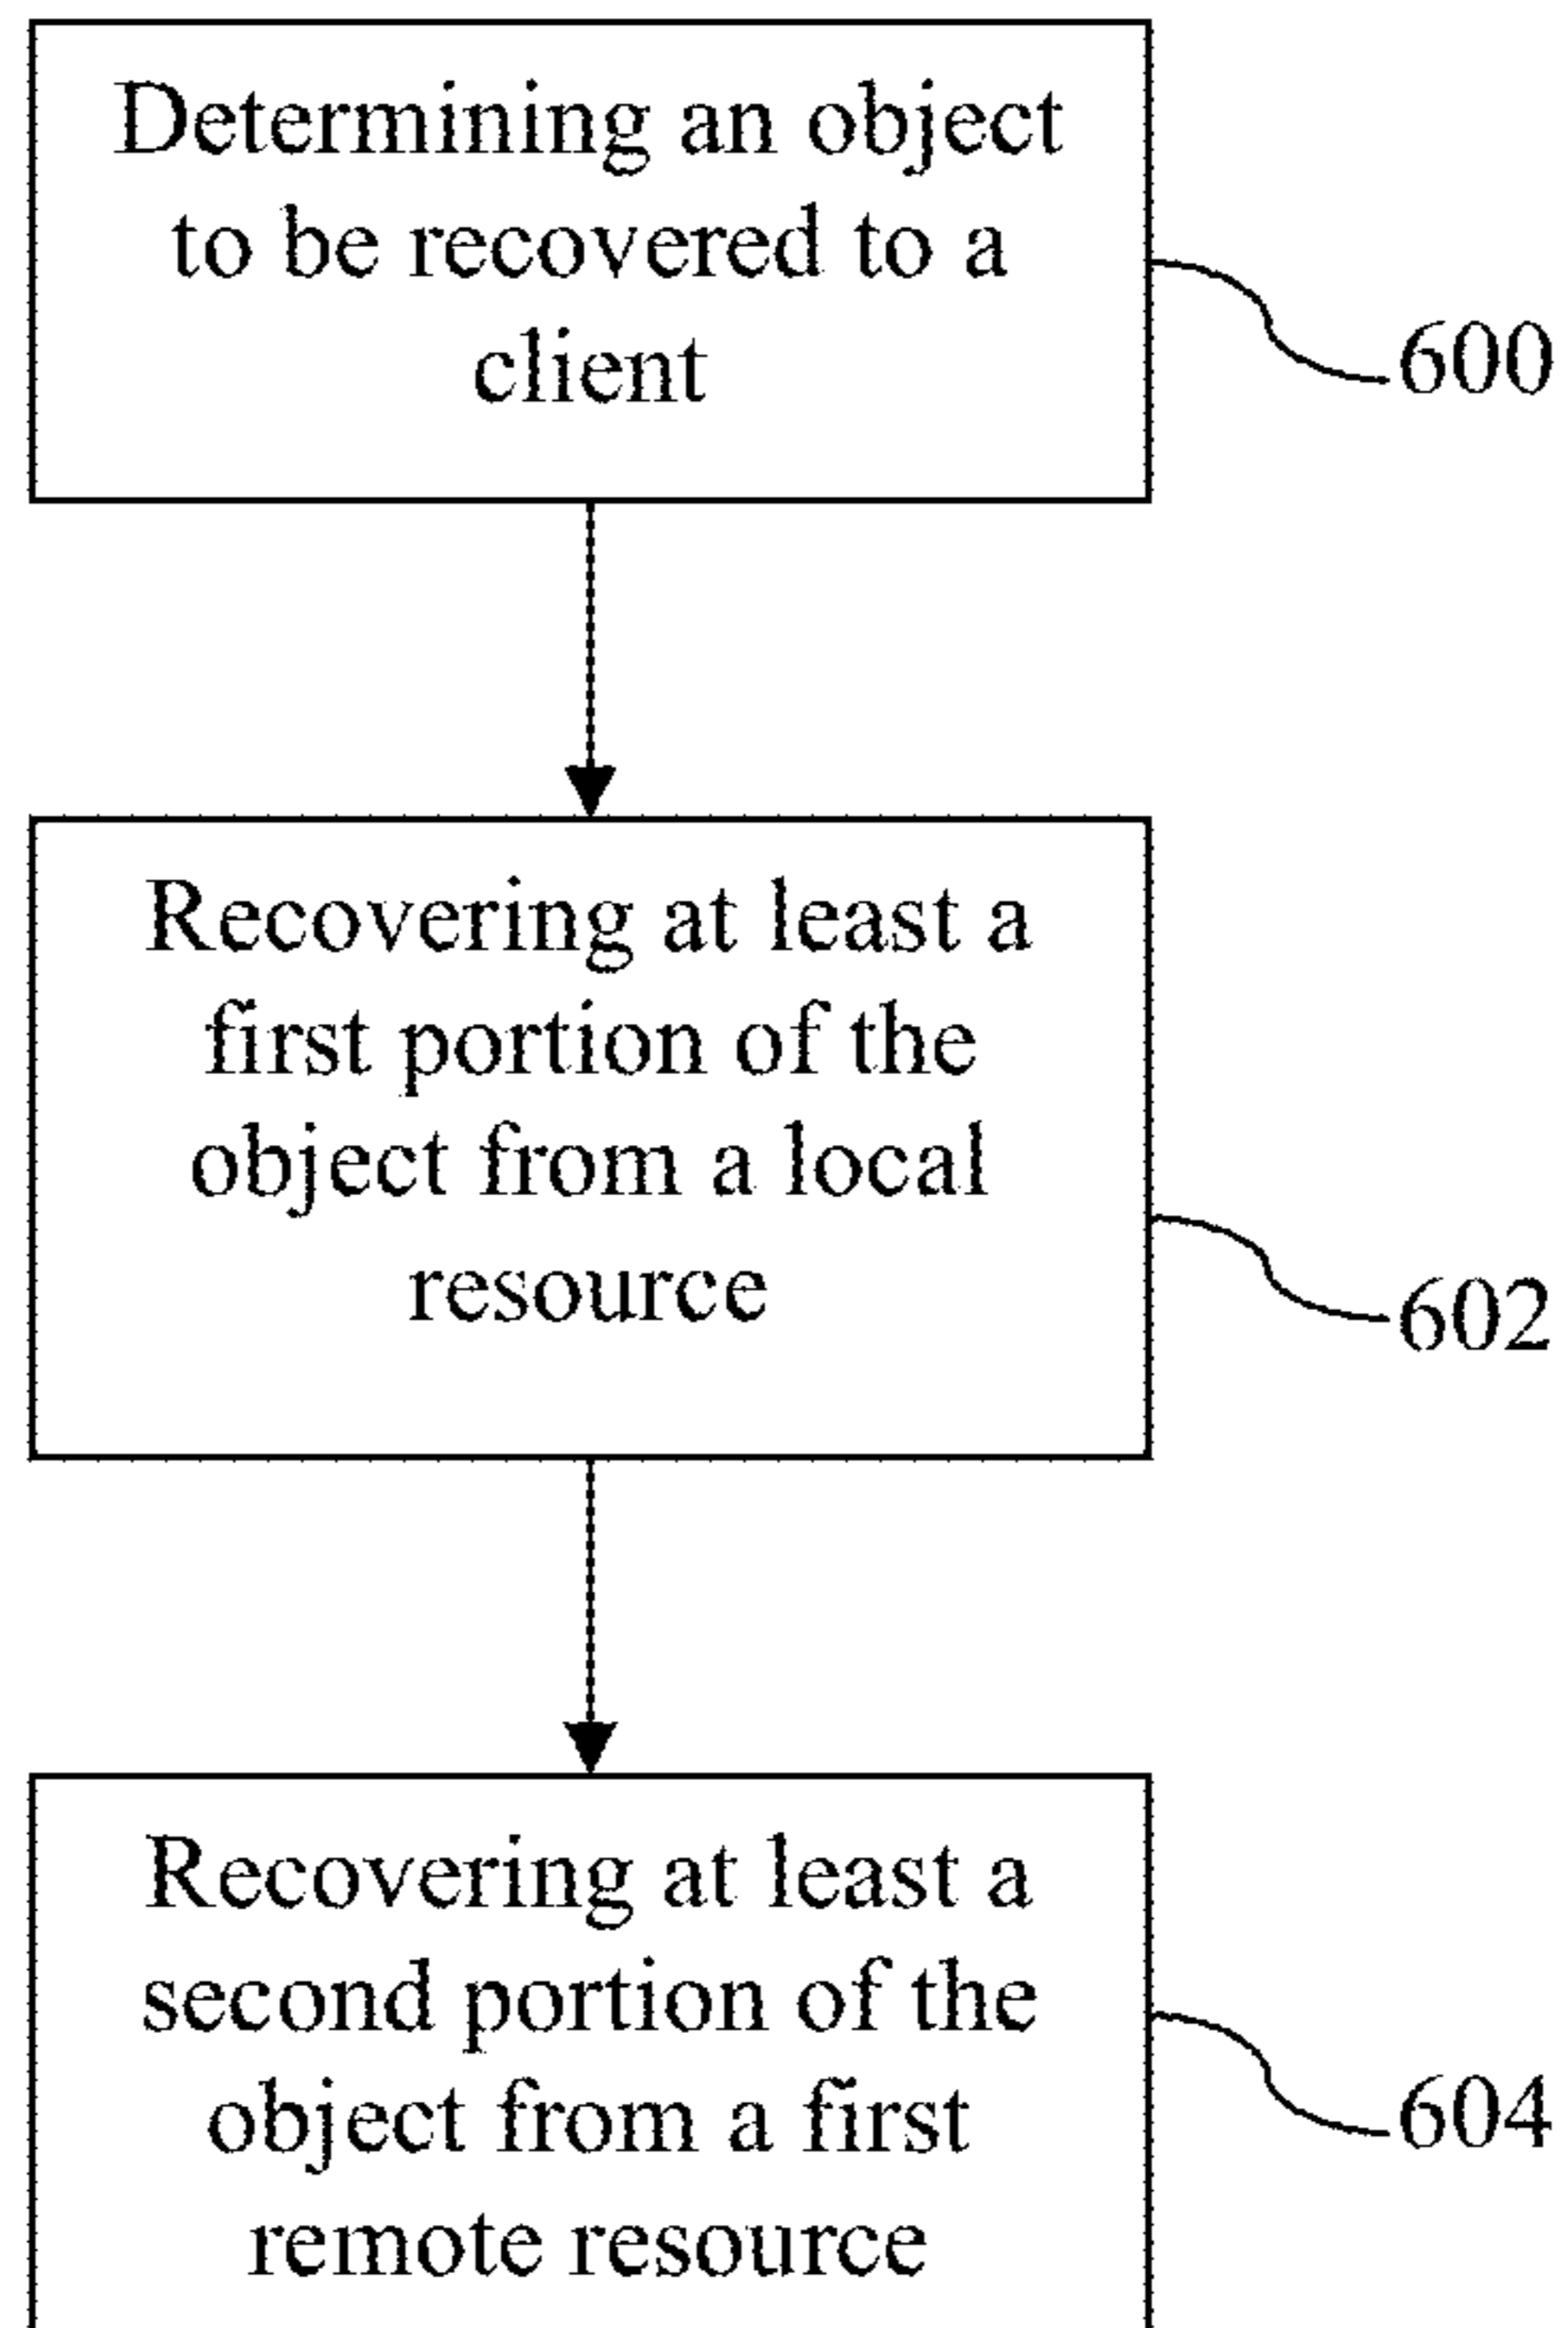 Determining an object
to be recovered to a
client
600
Recovering at least a
first portion of the
object from a local
resource
602
Recovering at least a
second portion of the
object from a first
remote resource
604